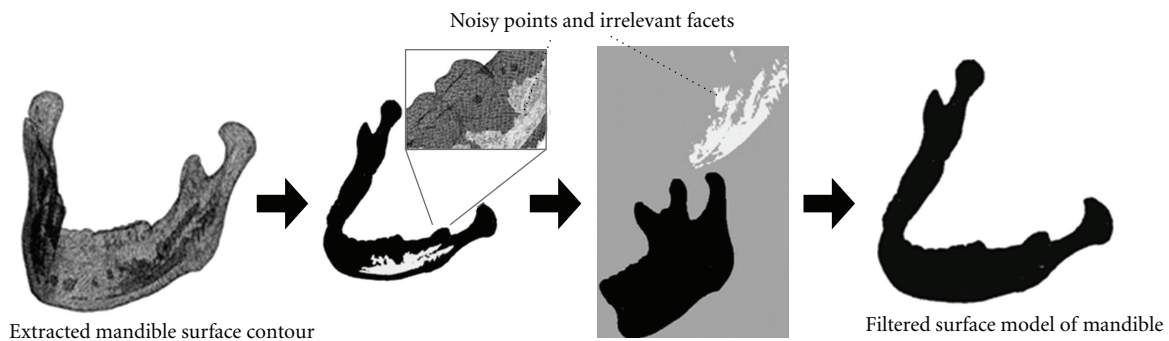 Noisy points and irrelevant facets
Extracted mandible surface contour
Filtered surface model of mandible